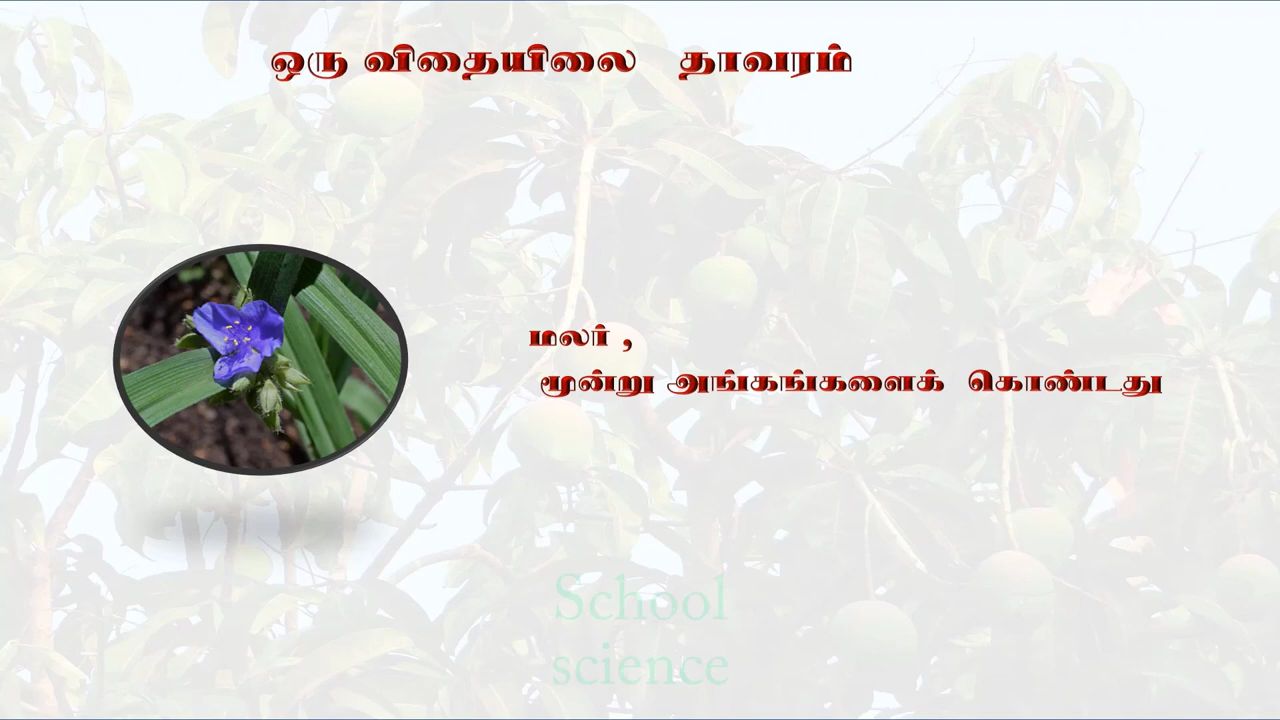 ஒரு விதையிலை தாவரம்
மலர் ,
மூன்று அங்கங்களைக் கொண்டது
School
science